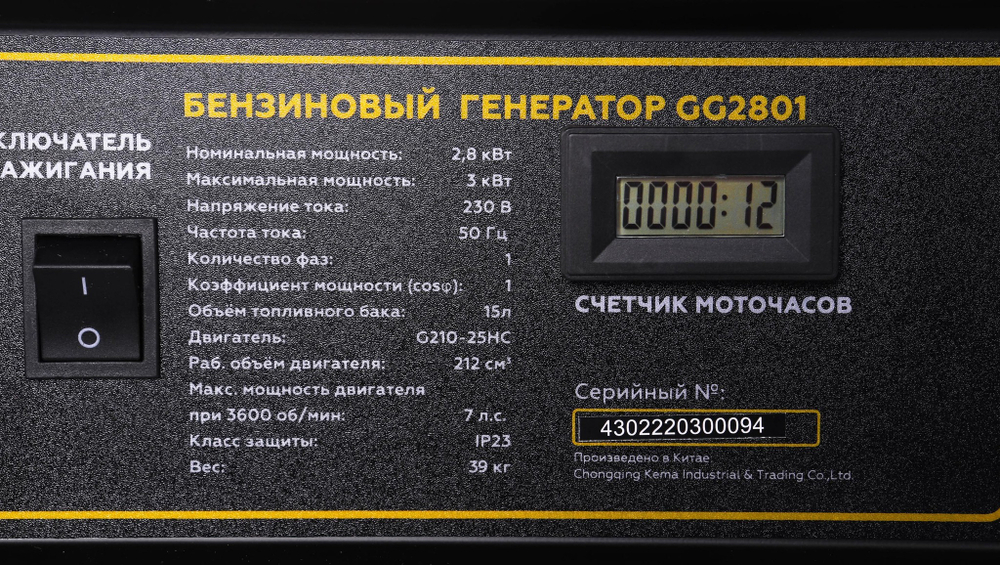 БЕНЗИНОВЫЙ ГЕНЕРАТОР GG2801
КЛЮЧАТЕЛЬ
АЖИГАНИЯ
I
O
Номинальная мощность: 2,8 кВт
Максимальная мощность: 3 кВт
Напряжение тока: 230 В
Частота тока: 50 Гц
Количество фаз: 1
Коэффициент мощности (cosφ): 1
Объём топливного бака: 15л
Двигатель: G210-25HC
Раб. объём двигателя: 212 см³
Макс. мощность двигателя
при 3600 об/мин: 7 л.с.
Класс защиты: IP23
Вес: 39 кг
0000:12
СЧЕТЧИК МОТОЧАСОВ
Серийный №:
4302220300094
Произведено в Китае:
Chongqing Kema Industrial & Trading Co.,Ltd.